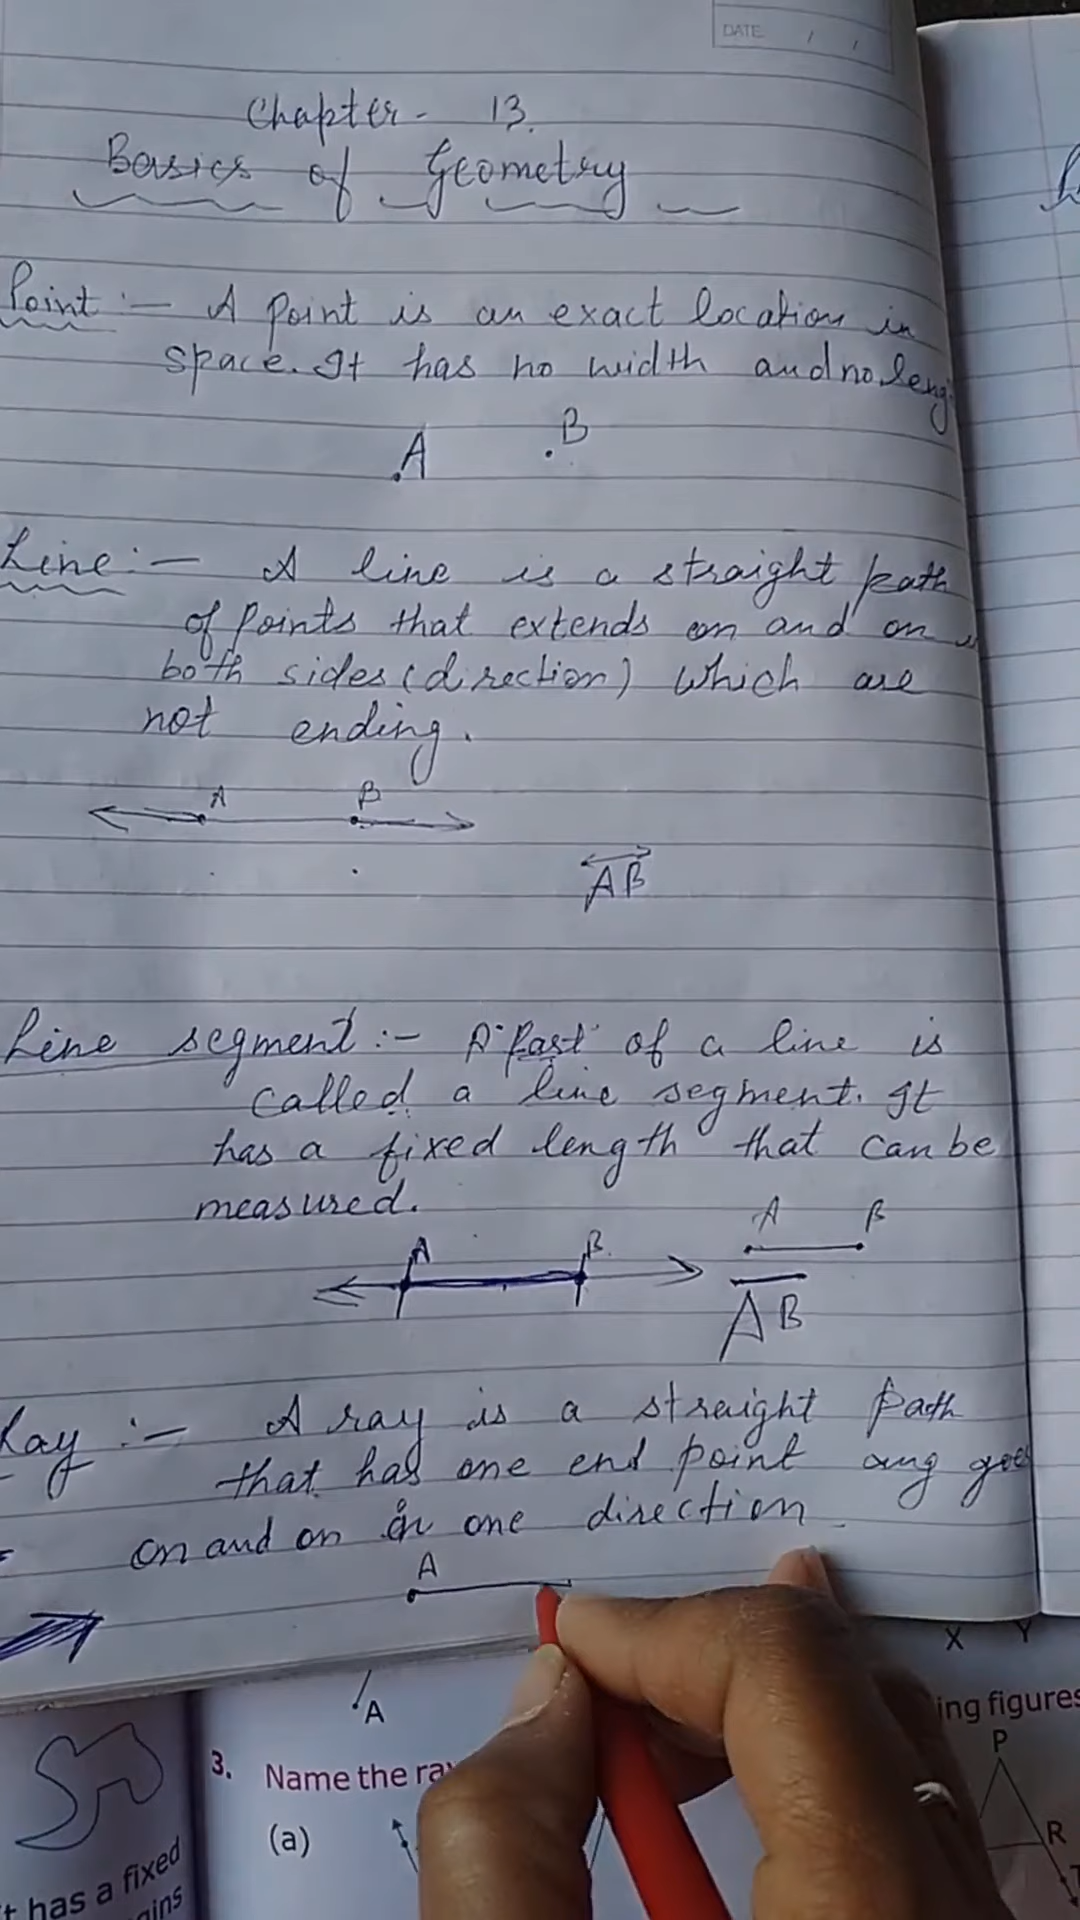 DATE: / /
Chapter - 13.
Basics of Geometry
Point :- A point is an exact location in
space. It has no width and no leng
A B
Line :- A line is a straight path
of points that extends on and on
both sides (direction) which are
not ending.
A B
AB
Line segment :- A part of a line is
called a line segment. It
has a fixed length that can be
measured.
A B
A B
AB
Ray :- A ray is a straight path
that has one end point ang goes
on and on in one direction.
A
X Y
A
ing figures
3. Name the ray
P
(a)
R
t has a fixed